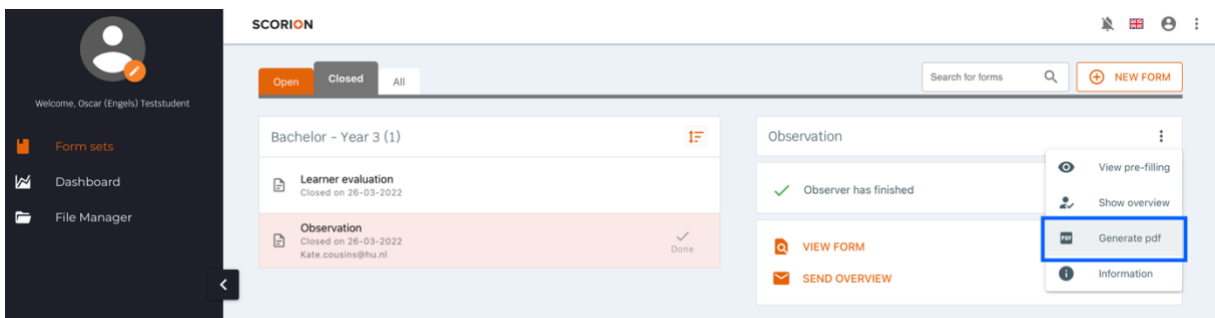 SCORION
Welcome, Oscar (Engels) Teststudent
Form sets
Dashboard
File Manager
Open
Closed
All
Search for forms
NEW FORM
Bachelor - Year 3 (1)
Learner evaluation
Closed on 26-03-2022
Observation
Closed on 26-03-2022
Kate.cousins@hu.nl
Done
Observation
Observer has finished
VIEW FORM
SEND OVERVIEW
View pre-filling
Show overview
PDF Generate pdf
Information